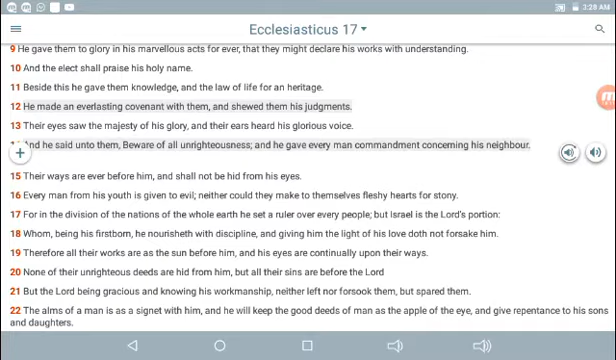 3:28 AM
Ecclesiasticus 17
9 He gave them to glory in his marvellous acts for ever, that they might declare his works with understanding.
10 And the elect shall praise his holy name.
11 Beside this he gave them knowledge, and the law of life for an heritage.
12 He made an everlasting covenant with them, and shewed them his judgments.
13 Their eyes saw the majesty of his glory, and their ears heard his glorious voice.
And he said unto them, Beware of all unrighteousness; and he gave every man commandment concerning his neighbour.
15 Their ways are ever before him, and shall not be hid from his eyes.
16 Every man from his youth is given to evil; neither could they make to themselves fleshy hearts for stony.
17 For in the division of the nations of the whole earth he set a ruler over every people; but Israel is the Lord's portion:
18 Whom, being his firstborn, he nourisheth with discipline, and giving him the light of his love doth not forsake him.
19 Therefore all their works are as the sun before him, and his eyes are continually upon their ways.
20 None of their unrighteous deeds are hid from him, but all their sins are before the Lord
21 But the Lord being gracious and knowing his workmanship, neither left nor forsook them, but spared them.
22 The alms of a man is as a signet with him, and he will keep the good deeds of man as the apple of the eye, and give repentance to his sons
and daughters.